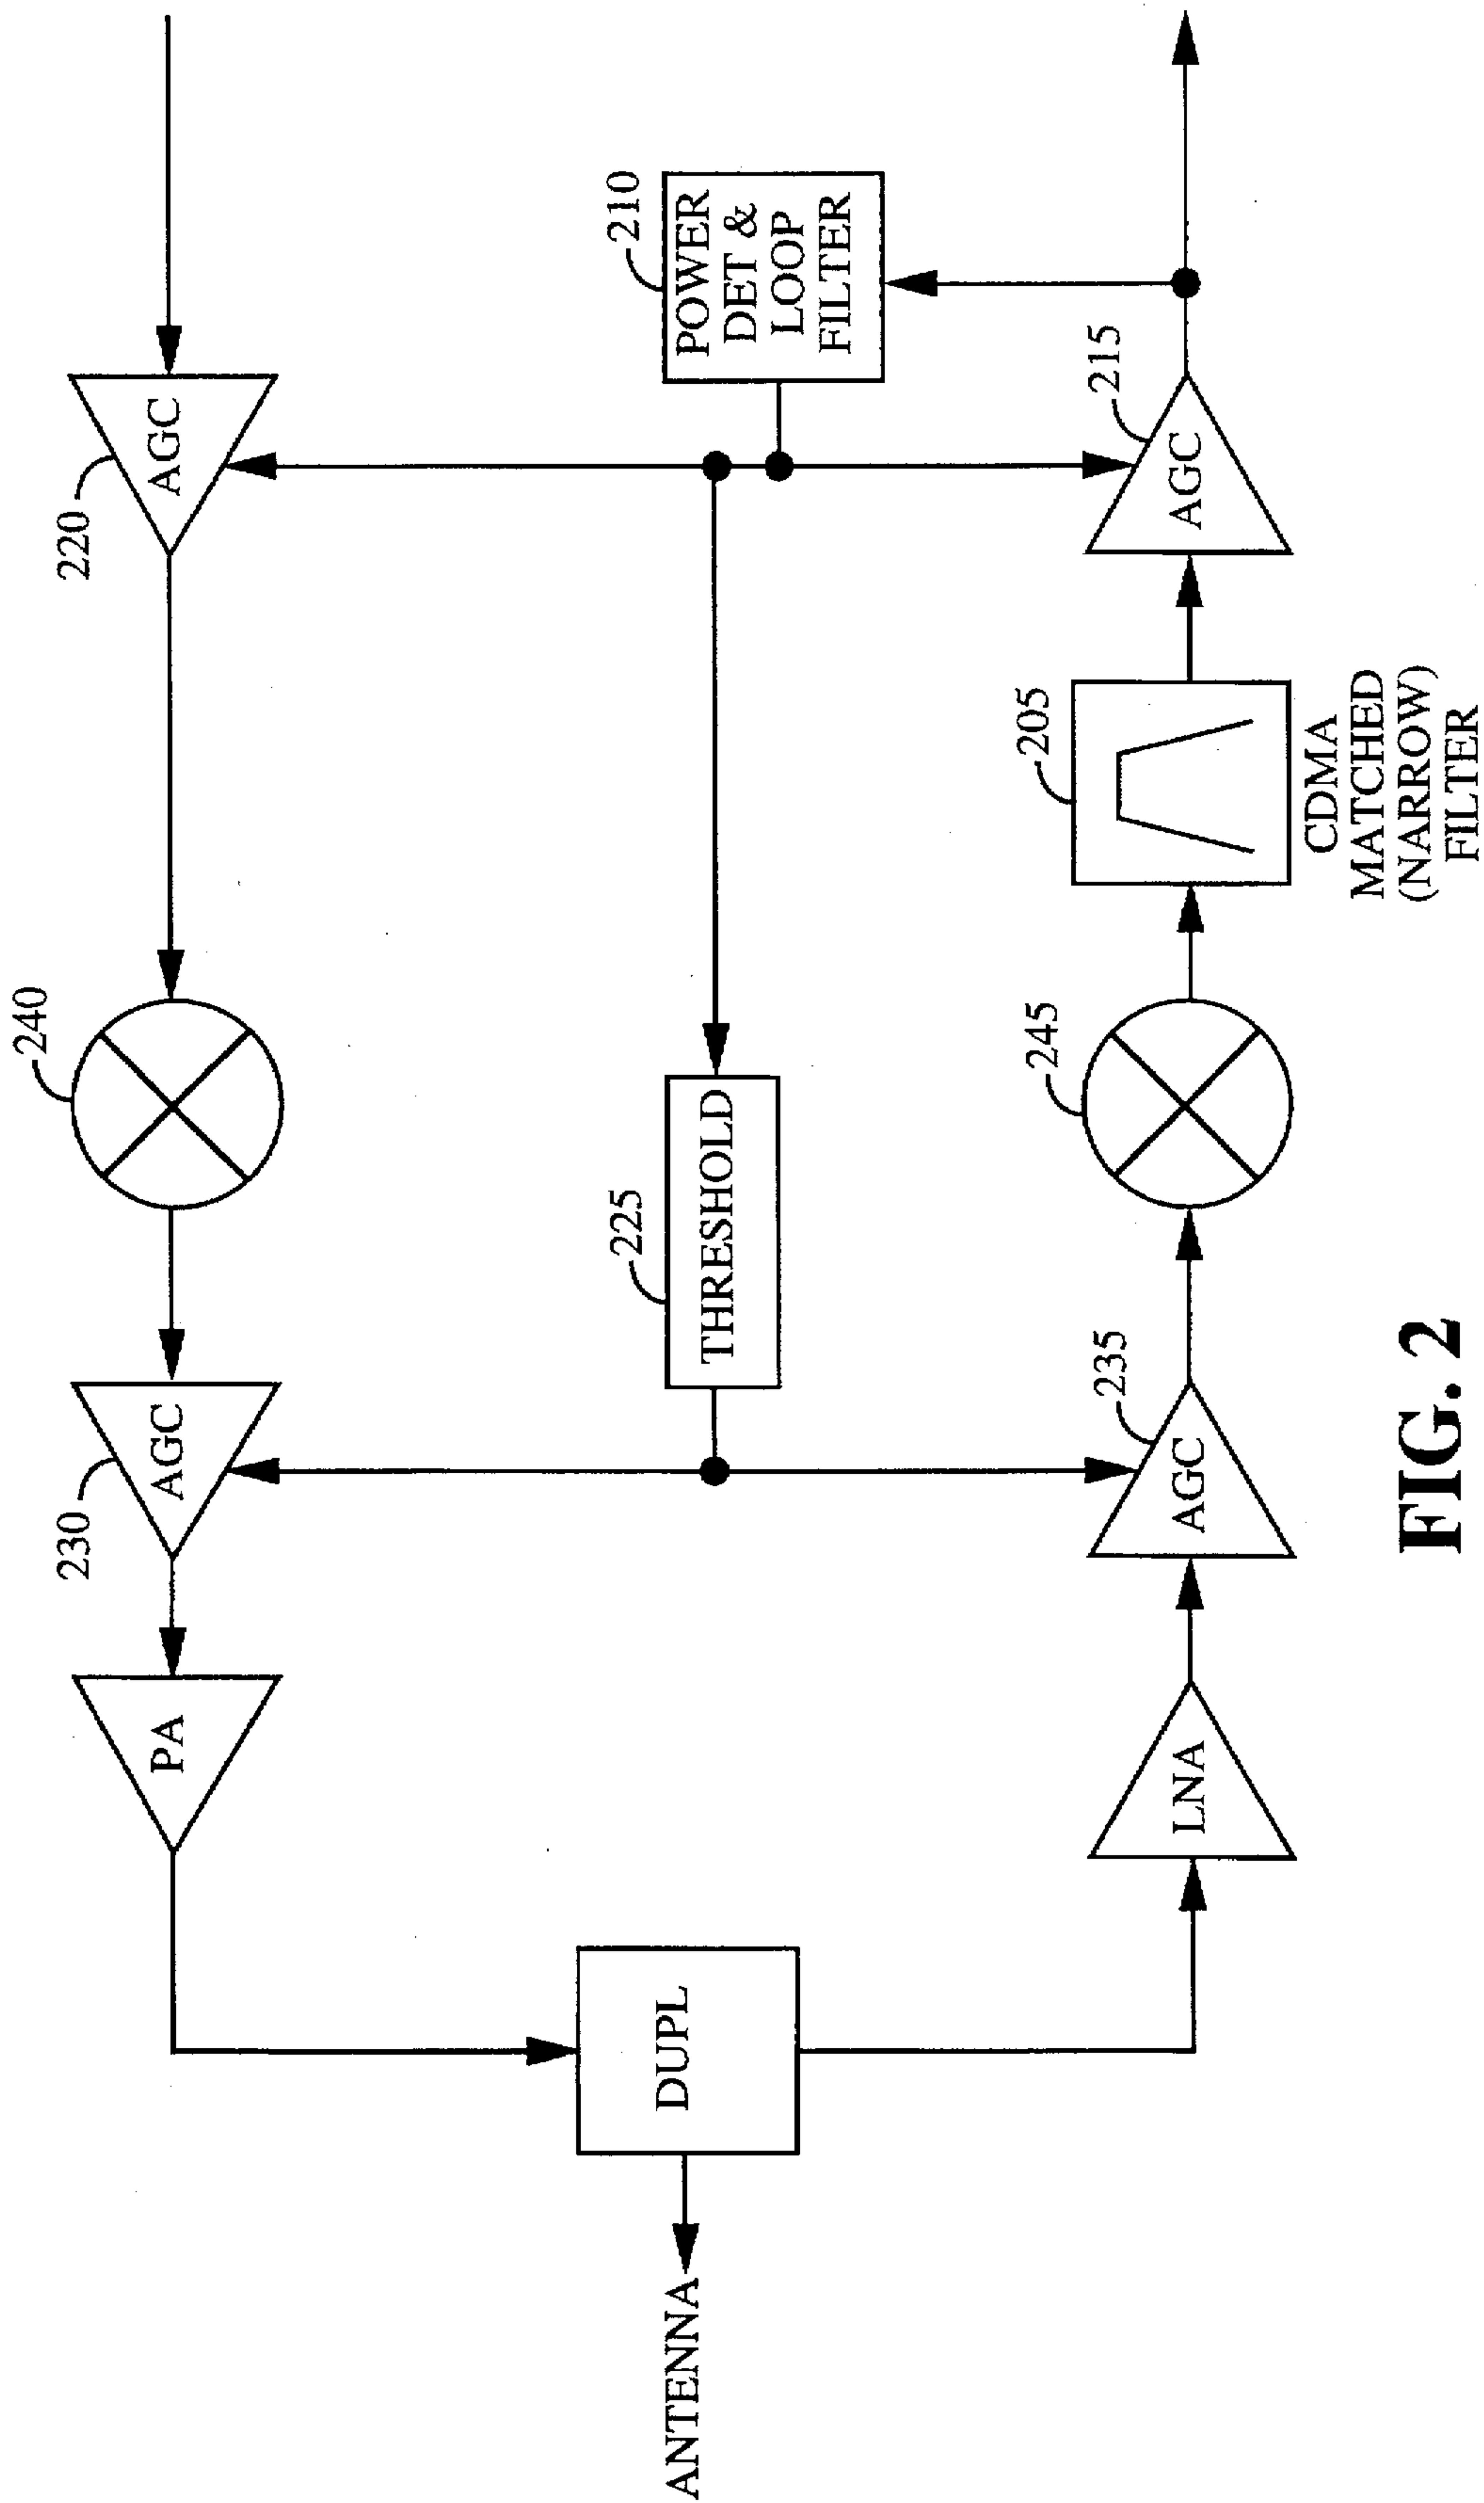 240
230
220
AGC
AGC
PA
225
210
THRESHOLD
POWER
DET &
LOOP
FILTER
ANTENNA
DUPL
235
245
205
215
LNA
AGC
AGC
CDMA
MATCHED
(NARROW)
FILTER
FIG. 2